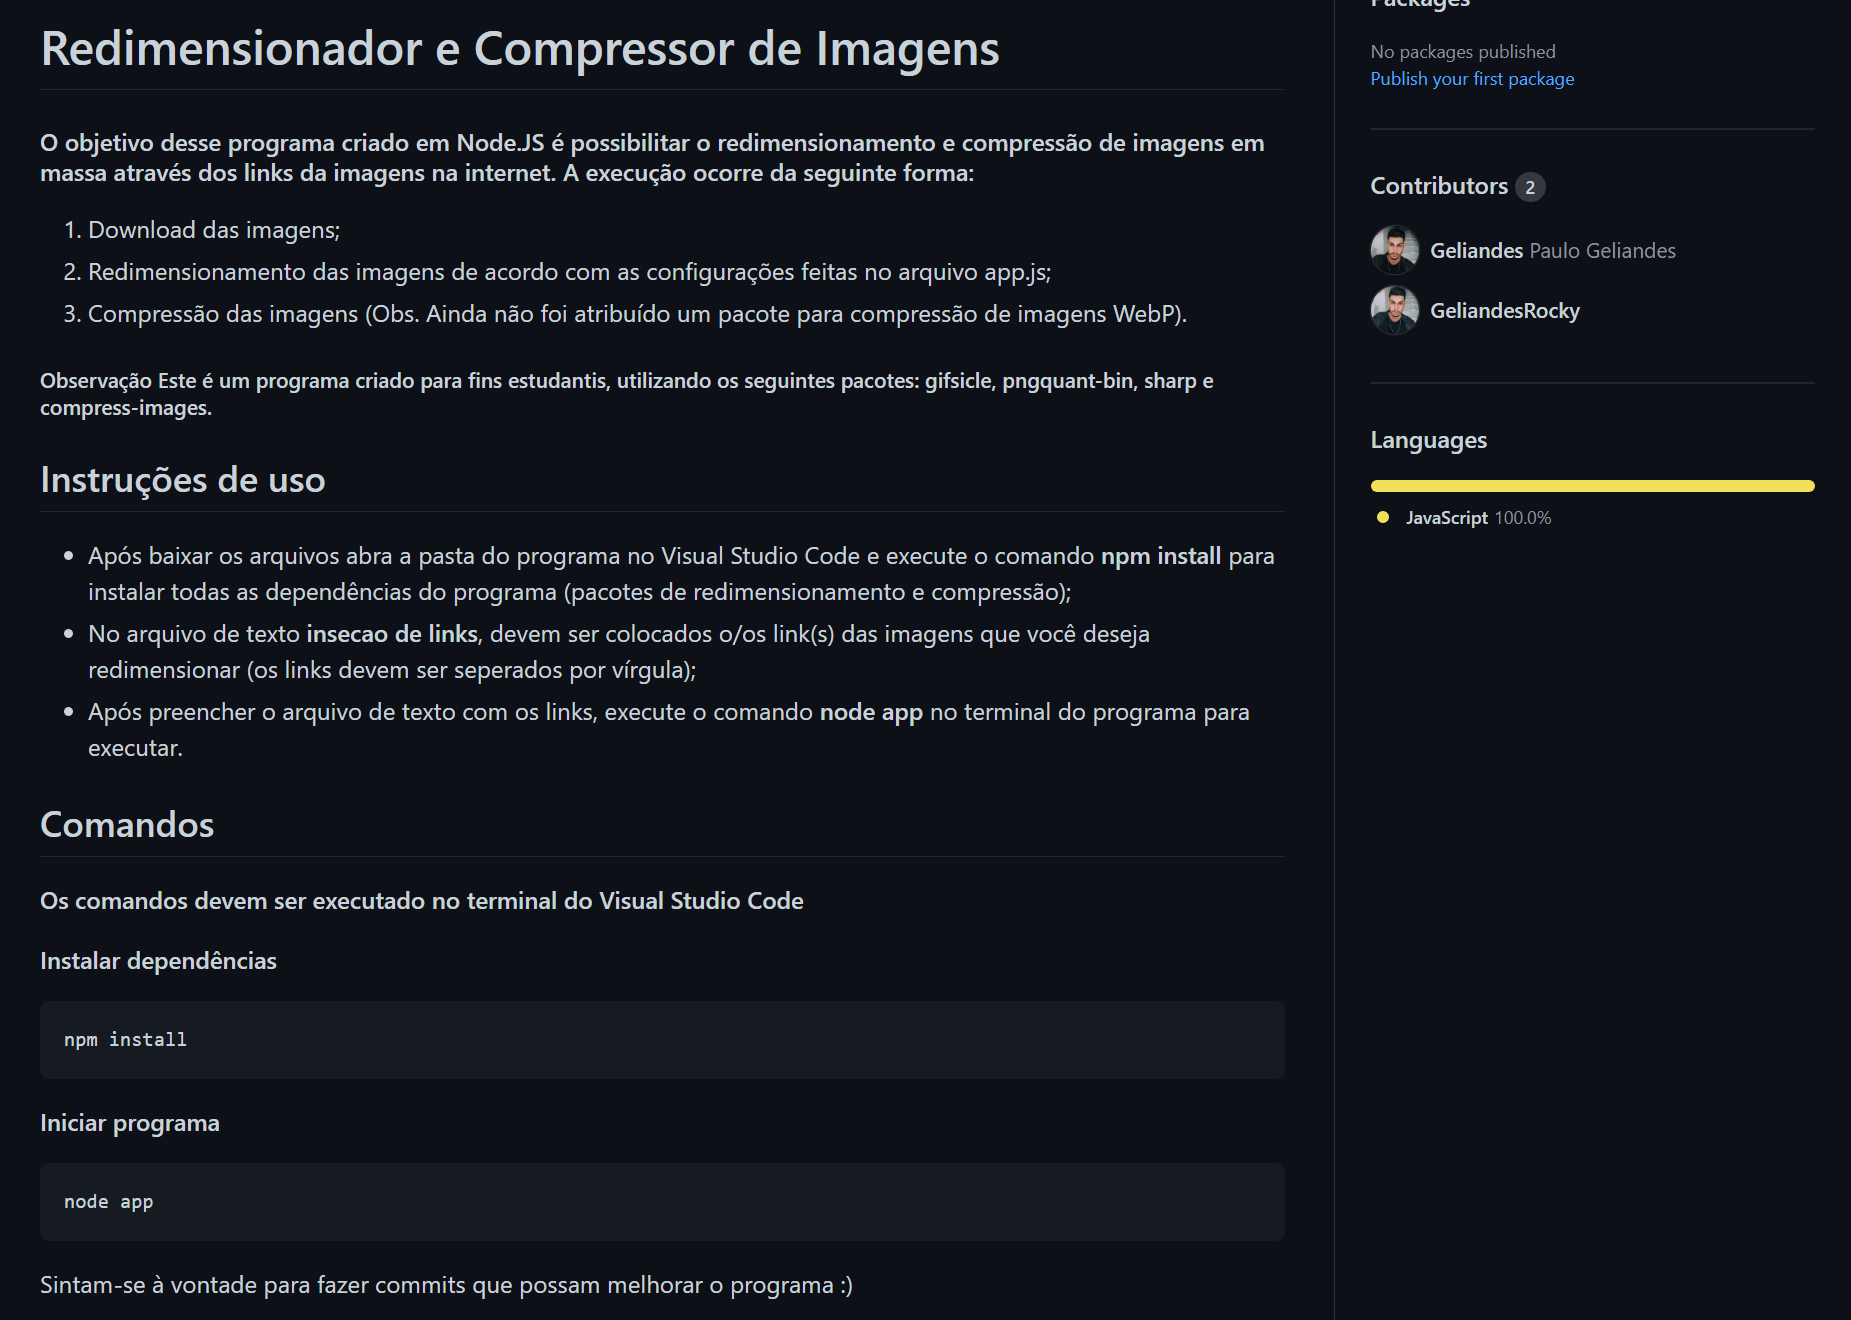 Redimensionador e Compressor de Imagens
O objetivo desse programa criado em Node.JS é possibilitar o redimensionamento e compressão de imagens em
massa através dos links da imagens na internet. A execução ocorre da seguinte forma:
1. Download das imagens;
2. Redimensionamento das imagens de acordo com as configurações feitas no arquivo app.js;
3. Compressão das imagens (Obs. Ainda não foi atribuído um pacote para compressão de imagens WebP).
Observação Este é um programa criado para fins estudantis, utilizando os seguintes pacotes: gifsicle, pngquant-bin, sharp e
compress-images.
Instruções de uso
• Após baixar os arquivos abra a pasta do programa no Visual Studio Code e execute o comando npm install para
instalar todas as dependências do programa (pacotes de redimensionamento e compressão);
• No arquivo de texto insecao de links, devem ser colocados o/os link(s) das imagens que você deseja
redimensionar (os links devem ser seperados por vírgula);
• Após preencher o arquivo de texto com os links, execute o comando node app no terminal do programa para
executar.
Comandos
Os comandos devem ser executado no terminal do Visual Studio Code
Instalar dependências
npm install
Iniciar programa
node app
Sintam-se à vontade para fazer commits que possam melhorar o programa :)
Packages
No packages published
Publish your first package
Contributors 2
Geliandes Paulo Geliandes
GeliandesRocky
Languages
JavaScript 100.0%